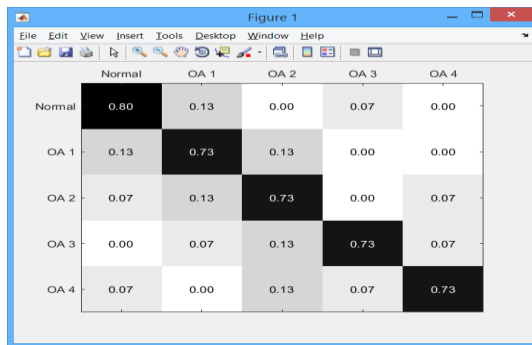 Figure 1
File Edit View Insert Tools Desktop Window Help
Normal OA 1 OA 2 OA 3 OA 4
Normal 0.80 0.13 0.00 0.07 0.00
OA 1 0.13 0.73 0.13 0.00 0.00
OA 2 0.07 0.13 0.73 0.00 0.07
OA 3 0.00 0.07 0.13 0.73 0.07
OA 4 0.07 0.00 0.13 0.07 0.73